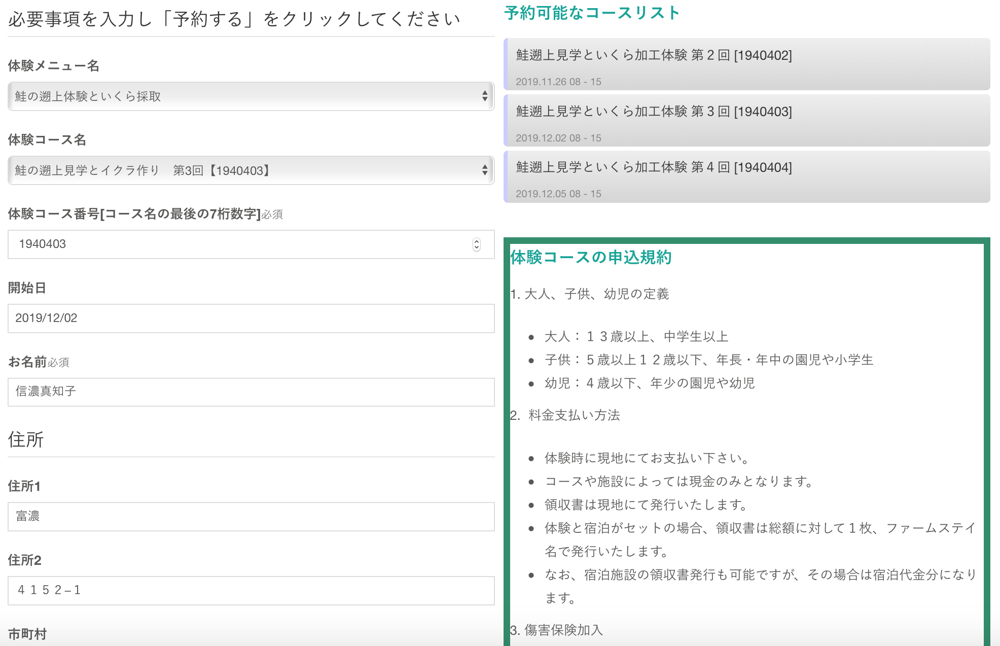 必要事項を入力し「予約する」をクリックしてください
体験メニュー名
鮭の遡上体験といくら採取
体験コース名
鮭の遡上見学とイクラ作り　第3回【1940403】
体験コース番号[コース名の最後の7桁数字]必須
1940403
開始日
2019/12/02
お名前必須
信濃真知子
住所
住所1
富濃
住所2
４１５２−１
市町村
予約可能なコースリスト
鮭遡上見学といくら加工体験 第２回 [1940402]
2019.11.26 08 - 15
鮭遡上見学といくら加工体験 第３回 [1940403]
2019.12.02 08 - 15
鮭遡上見学といくら加工体験 第４回 [1940404]
2019.12.05 08 - 15
体験コースの申込規約
1. 大人、子供、幼児の定義
• 大人：１３歳以上、中学生以上
• 子供：５歳以上１２歳以下、年長・年中の園児や小学生
• 幼児：４歳以下、年少の園児や幼児
2. 料金支払い方法
• 体験時に現地にてお支払い下さい。
• コースや施設によっては現金のみとなります。
• 領収書は現地にて発行いたします。
• 体験と宿泊がセットの場合、領収書は総額に対して１枚、ファームステイ
名で発行いたします。
• なお、宿泊施設の領収書発行も可能ですが、その場合は宿泊代金分になり
ます。
3. 傷害保険加入